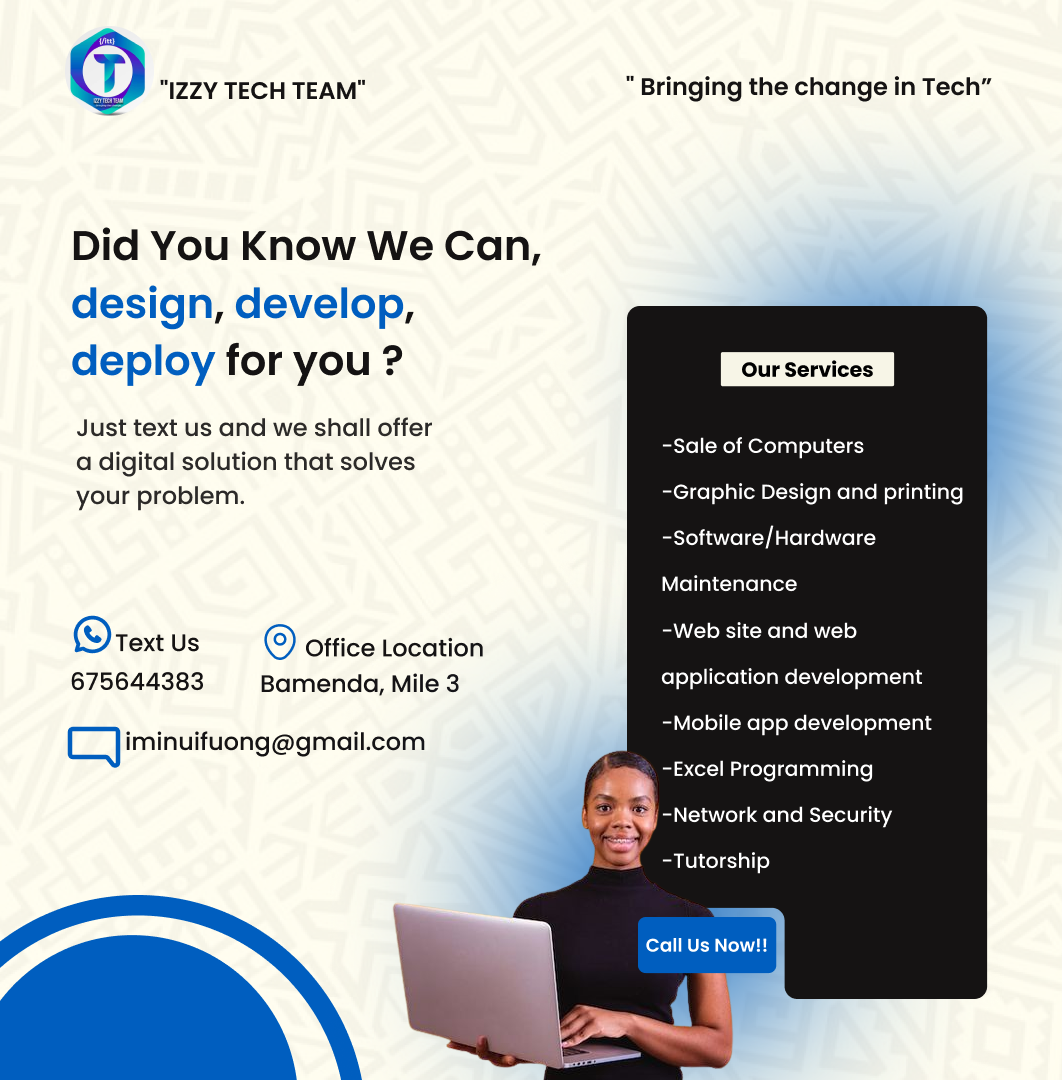 {/itt}
T
IZZY TECH TEAM
"IZZY TECH TEAM"
" Bringing the change in Tech”
Did You Know We Can,
design, develop,
deploy for you ?
Just text us and we shall offer
a digital solution that solves
your problem.
Text Us
675644383
Office Location
Bamenda, Mile 3
iminuifuong@gmail.com
Our Services
-Sale of Computers
-Graphic Design and printing
-Software/Hardware
Maintenance
-Web site and web
application development
-Mobile app development
-Excel Programming
-Network and Security
-Tutorship
Call Us Now!!